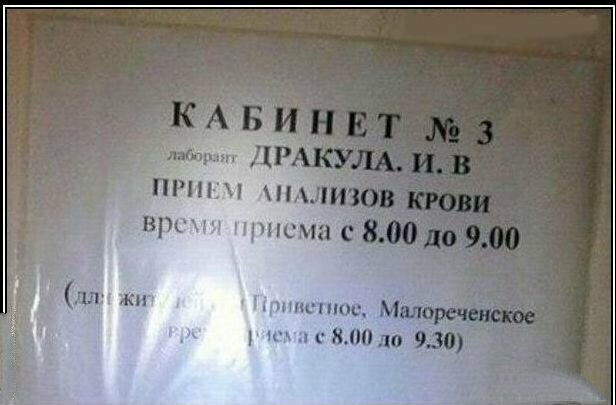 КАБИНЕТ № 3
лаборант ДРАКУЛА. И. В
ПРИЕМ АНАЛИЗОВ КРОВИ
время приема с 8.00 до 9.00
Приветное, Малореченское
приема с 8.00 до 9.30)